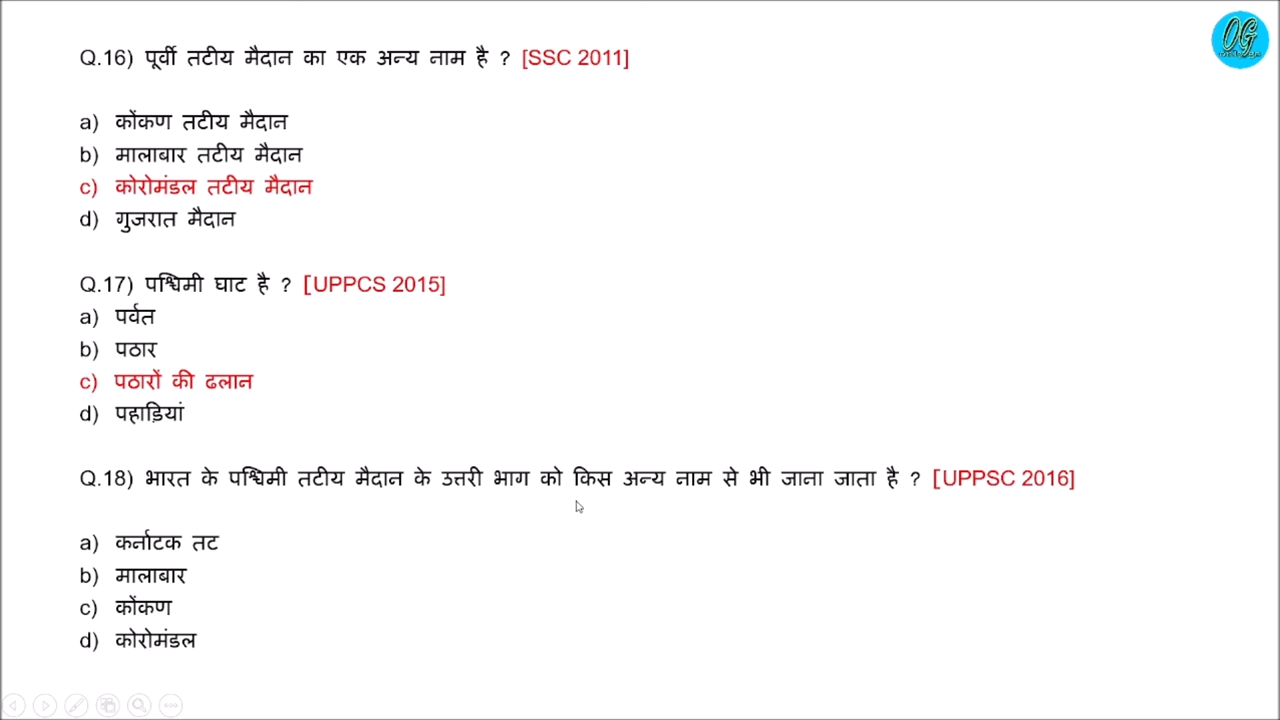 OG
Q.16) पूर्वी तटीय मैदान का एक अन्य नाम है ? [SSC 2011]
a) कोंकण तटीय मैदान
b) मालाबार तटीय मैदान
c) कोरोमंडल तटीय मैदान
d) गुजरात मैदान
Q.17) पश्चिमी घाट है ? [UPPCS 2015]
a) पर्वत
b) पठार
c) पठारों की ढलान
d) पहाड़ियां
Q.18) भारत के पश्चिमी तटीय मैदान के उत्तरी भाग को किस अन्य नाम से भी जाना जाता है ? [UPPSC 2016]
a) कर्नाटक तट
b) मालाबार
c) कोंकण
d) कोरोमंडल